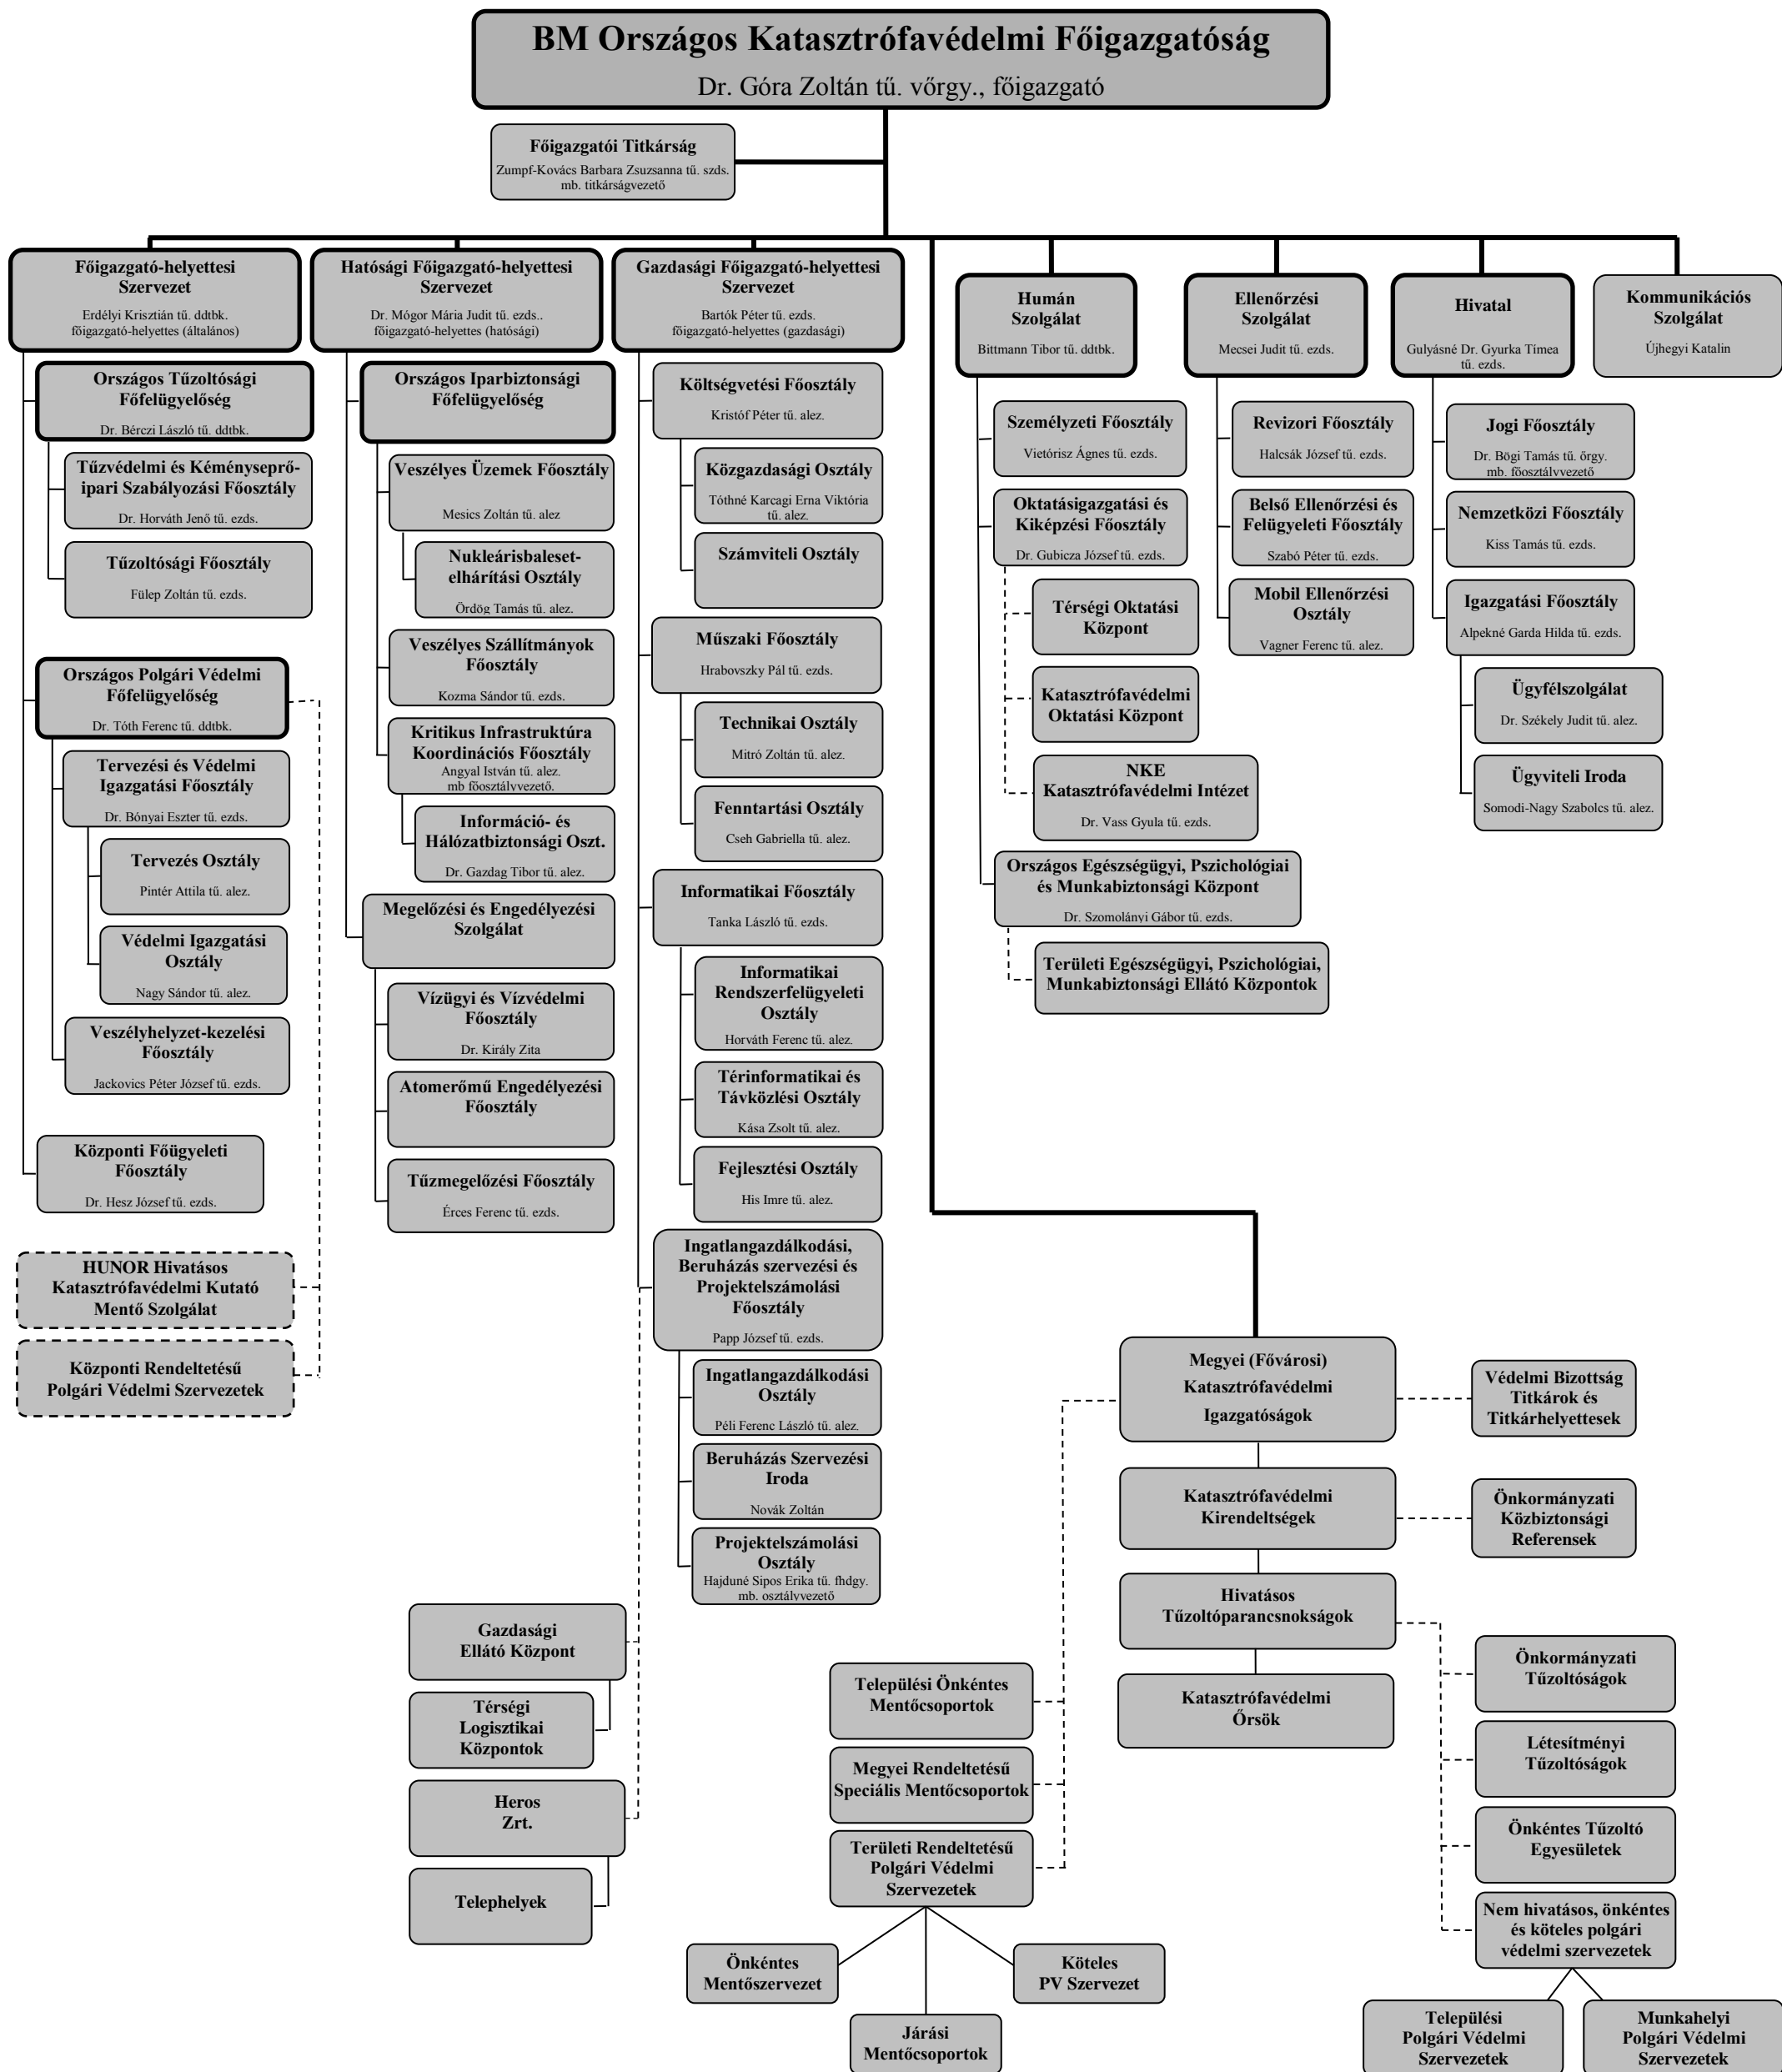 BM Országos Katasztrófavédelmi Főigazgatóság
Dr. Góra Zoltán tű. vőrgy., főigazgató
Főigazgatói Titkárság
Zumpf-Kovács Barbara Zsuzsanna tű. szds.
mb. titkárságvezető
Főigazgató-helyettesi
Szervezet
Erdélyi Krisztián tű. ddtbk.
főigazgató-helyettes (általános)
Országos Tűzoltósági
Főfelügyelőség
Dr. Bérczi László tű. ddtbk.
Tűzvédelmi és Kéményseprő-
ipari Szabályozási Főosztály
Dr. Horváth Jenő tű. ezds.
Tűzoltósági Főosztály
Fülep Zoltán tű. ezds.
Országos Polgári Védelmi
Főfelügyelőség
Dr. Tóth Ferenc tű. ddtbk.
Tervezési és Védelmi
Igazgatási Főosztály
Dr. Bónyai Eszter tű. ezds.
Tervezés Osztály
Pintér Attila tű. alez.
Védelmi Igazgatási
Osztály
Nagy Sándor tű. alez.
Veszélyhelyzet-kezelési
Főosztály
Jackovics Péter József tű. ezds.
Központi Főügyeleti
Főosztály
Dr. Hesz József tű. ezds.
HUNOR Hivatásos
Katasztrófavédelmi Kutató
Mentő Szolgálat
Központi Rendeltetésű
Polgári Védelmi Szervezetek
Hatósági Főigazgató-helyettesi
Szervezet
Dr. Mógor Mária Judit tű. ezds..
főigazgató-helyettes (hatósági)
Országos Iparbiztonsági
Főfelügyelőség
Veszélyes Üzemek Főosztály
Mesics Zoltán tű. alez
Nukleárisbaleset-
elhárítási Osztály
Ördög Tamás tű. alez.
Veszélyes Szállítmányok
Főosztály
Kozma Sándor tű. ezds.
Kritikus Infrastruktúra
Koordinációs Főosztály
Angyal István tű. alez.
mb főosztályvezető.
Információ- és
Hálózatbiztonsági Oszt.
Dr. Gazdag Tibor tű. alez.
Megelőzési és Engedélyezési
Szolgálat
Vízügyi és Vízvédelmi
Főosztály
Dr. Király Zita
Atomerőmű Engedélyezési
Főosztály
Tűzmegelőzési Főosztály
Érces Ferenc tű. ezds.
Gazdasági Főigazgató-helyettesi
Szervezet
Bartók Péter tű. ezds.
főigazgató-helyettes (gazdasági)
Költségvetési Főosztály
Kristóf Péter tű. alez.
Közgazdasági Osztály
Tóthné Karcagi Erna Viktória
tű. alez.
Számviteli Osztály
Műszaki Főosztály
Hrabovszky Pál tű. ezds.
Technikai Osztály
Mitró Zoltán tű. alez.
Fenntartási Osztály
Cseh Gabriella tű. alez.
Informatikai Főosztály
Tanka László tű. ezds.
Informatikai
Rendszerfelügyeleti
Osztály
Horváth Ferenc tű. alez.
Térinformatikai és
Távközlési Osztály
Kása Zsolt tű. alez.
Fejlesztési Osztály
His Imre tű. alez.
Ingatlangazdálkodási,
Beruházás szervezési és
Projektelszámolási
Főosztály
Papp József tű. ezds.
Ingatlangazdálkodási
Osztály
Péli Ferenc László tű. alez.
Beruházás Szervezési
Iroda
Novák Zoltán
Projektelszámolási
Osztály
Hajduné Sipos Erika tű. fhdgy.
mb. osztályvezető
Gazdasági
Ellátó Központ
Térségi
Logisztikai
Központok
Heros
Zrt.
Telephelyek
Humán
Szolgálat
Bittmann Tibor tű. ddtbk.
Személyzeti Főosztály
Vietórisz Ágnes tű. ezds.
Oktatásigazgatási és
Kiképzési Főosztály
Dr. Gubicza József tű. ezds.
Térségi Oktatási
Központ
Katasztrófavédelmi
Oktatási Központ
NKE
Katasztrófavédelmi Intézet
Dr. Vass Gyula tű. ezds.
Országos Egészségügyi, Pszichológiai
és Munkabiztonsági Központ
Dr. Szomolányi Gábor tű. ezds.
Területi Egészségügyi, Pszichológiai,
Munkabiztonsági Ellátó Központok
Ellenőrzési
Szolgálat
Mecsei Judit tű. ezds.
Revizori Főosztály
Halcsák József tű. ezds.
Belső Ellenőrzési és
Felügyeleti Főosztály
Szabó Péter tű. ezds.
Mobil Ellenőrzési
Osztály
Vagner Ferenc tű. alez.
Hivatal
Gulyásné Dr. Gyurka Tímea
tű. ezds.
Jogi Főosztály
Dr. Bögi Tamás tű. őrgy.
mb. főosztályvezető
Nemzetközi Főosztály
Kiss Tamás tű. ezds.
Igazgatási Főosztály
Alpekné Garda Hilda tű. ezds.
Ügyfélszolgálat
Dr. Székely Judit tű. alez.
Ügyviteli Iroda
Somodi-Nagy Szabolcs tű. alez.
Kommunikációs
Szolgálat
Újhegyi Katalin
Megyei (Fővárosi)
Katasztrófavédelmi
Igazgatóságok
Védelmi Bizottság
Titkárok és
Titkárhelyettesek
Katasztrófavédelmi
Kirendeltségek
Önkormányzati
Közbiztonsági
Referensek
Hivatásos
Tűzoltóparancsnokságok
Katasztrófavédelmi
Őrsök
Települési Önkéntes
Mentőcsoportok
Megyei Rendeltetésű
Speciális Mentőcsoportok
Területi Rendeltetésű
Polgári Védelmi
Szervezetek
Önkéntes
Mentőszervezet
Járási
Mentőcsoportok
Köteles
PV Szervezet
Önkormányzati
Tűzoltóságok
Létesítményi
Tűzoltóságok
Önkéntes Tűzoltó
Egyesületek
Nem hivatásos, önkéntes
és köteles polgári
védelmi szervezetek
Települési
Polgári Védelmi
Szervezetek
Munkahelyi
Polgári Védelmi
Szervezetek